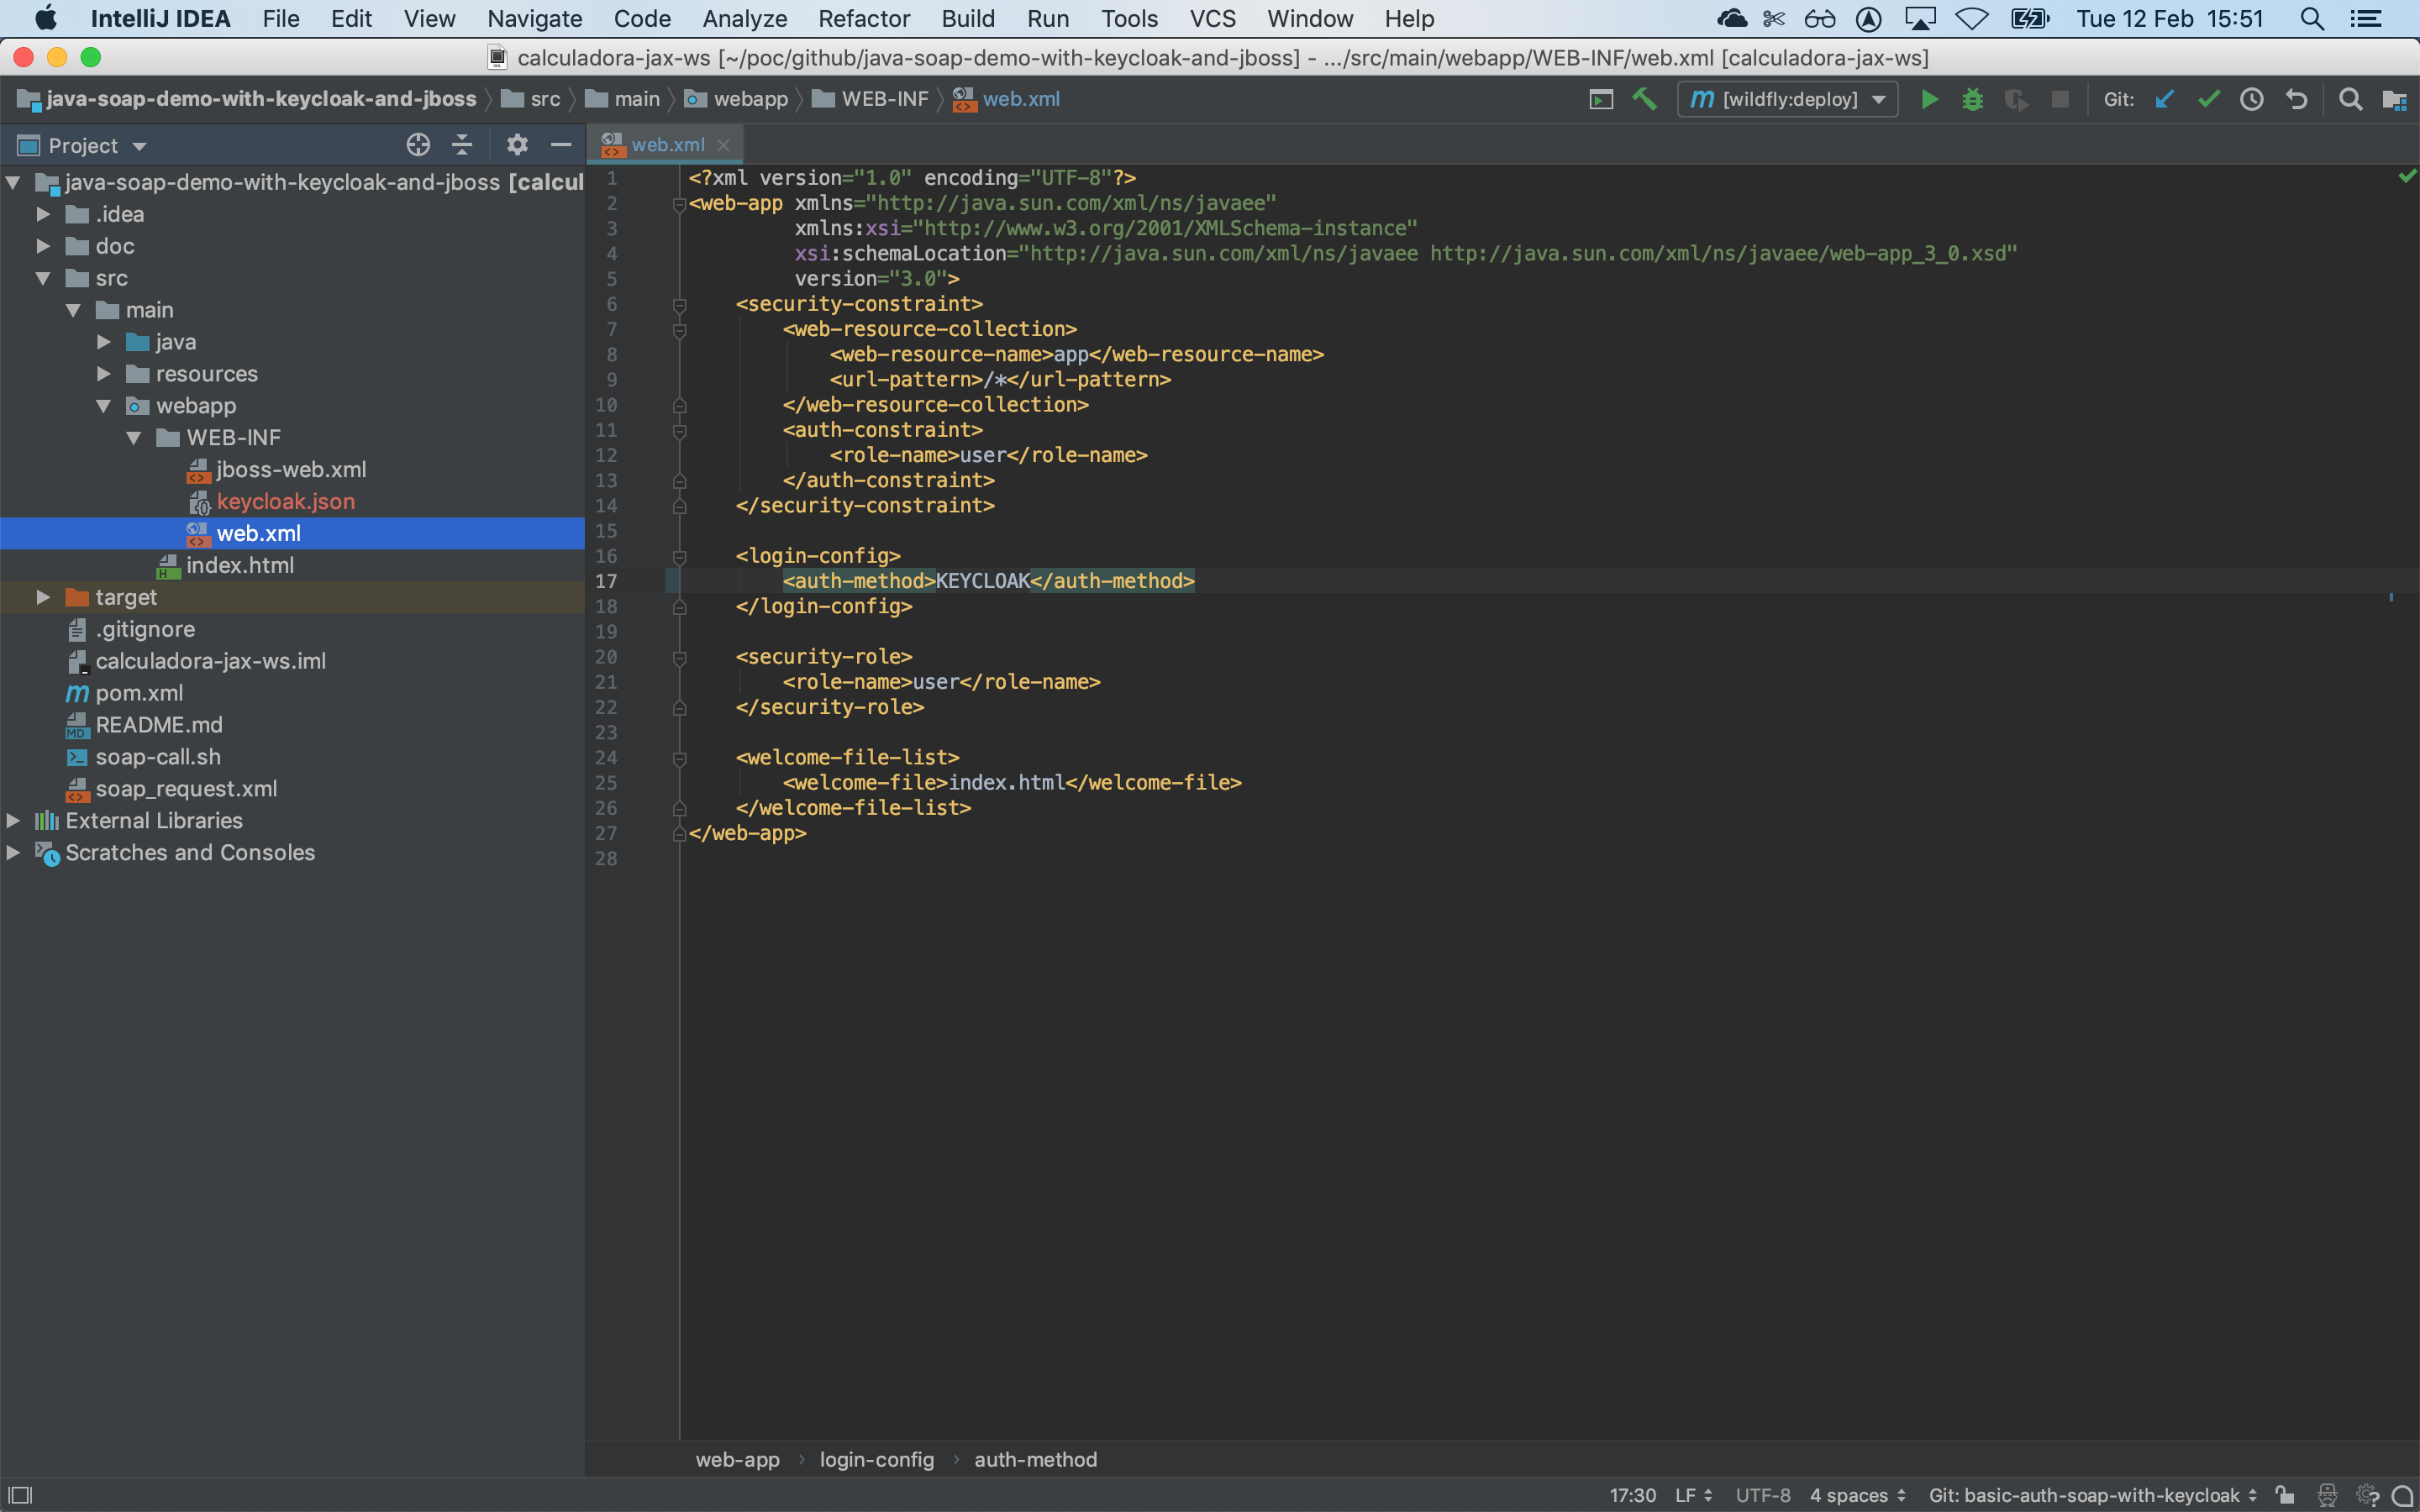 IntelliJ IDEA File Edit View Navigate Code Analyze Refactor Build Run Tools VCS Window Help Tue 12 Feb 15:51
calculadora-jax-ws [~/poc/github/java-soap-demo-with-keycloak-and-jboss] - .../src/main/webapp/WEB-INF/web.xml [calculadora-jax-ws]
java-soap-demo-with-keycloak-and-jboss src main webapp WEB-INF web.xml [wildfly:deploy] Git:
Project
web.xml
java-soap-demo-with-keycloak-and-jboss [calcul
.idea
doc
src
main
java
resources
webapp
WEB-INF
jboss-web.xml
keycloak.json
web.xml
index.html
target
.gitignore
calculadora-jax-ws.iml
pom.xml
README.md
soap-call.sh
soap_request.xml
External Libraries
Scratches and Consoles
1 <?xml version="1.0" encoding="UTF-8"?>
2 <web-app xmlns="http://java.sun.com/xml/ns/javaee"
3 xmlns:xsi="http://www.w3.org/2001/XMLSchema-instance"
4 xsi:schemaLocation="http://java.sun.com/xml/ns/javaee http://java.sun.com/xml/ns/javaee/web-app_3_0.xsd"
5 version="3.0">
6 <security-constraint>
7 <web-resource-collection>
8 <web-resource-name>app</web-resource-name>
9 <url-pattern>/*</url-pattern>
10 </web-resource-collection>
11 <auth-constraint>
12 <role-name>user</role-name>
13 </auth-constraint>
14 </security-constraint>
15
16 <login-config>
17 <auth-method>KEYCLOAK</auth-method>
18 </login-config>
19
20 <security-role>
21 <role-name>user</role-name>
22 </security-role>
23
24 <welcome-file-list>
25 <welcome-file>index.html</welcome-file>
26 </welcome-file-list>
27 </web-app>
28
web-app › login-config › auth-method
17:30 LF UTF-8 4 spaces Git: basic-auth-soap-with-keycloak